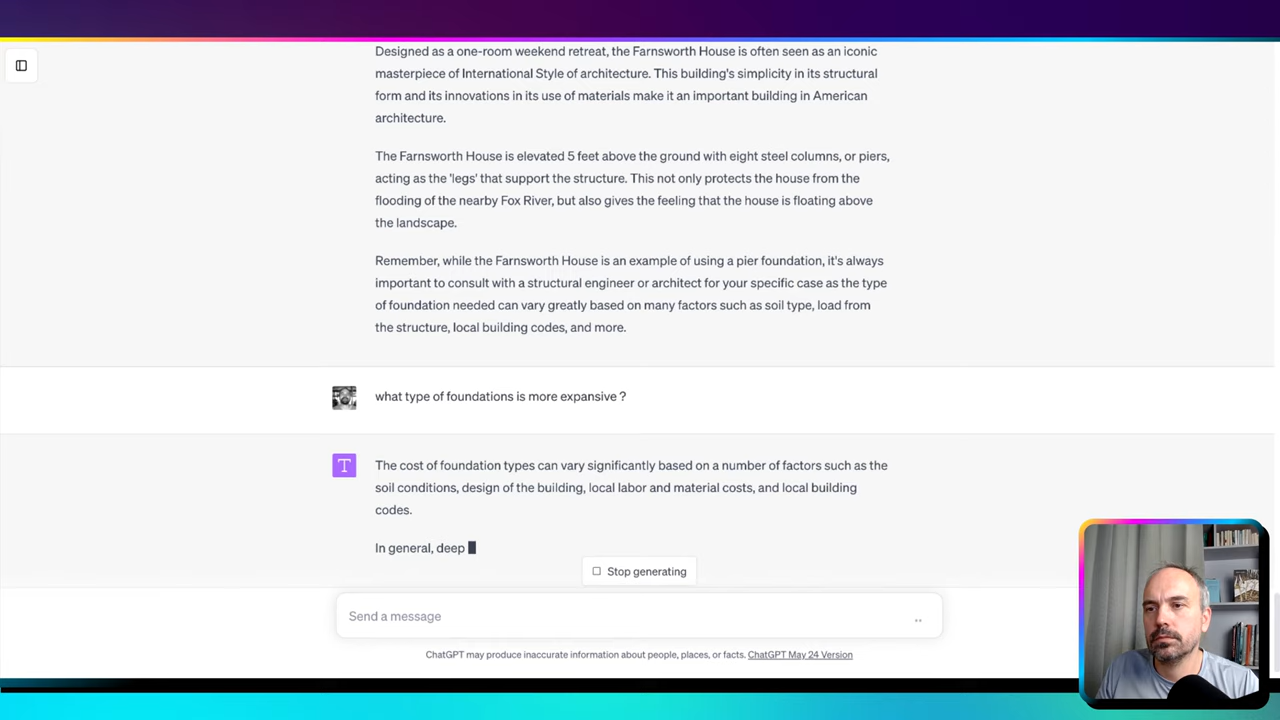 Designed as a one-room weekend retreat, the Farnsworth House is often seen as an iconic
masterpiece of International Style of architecture. This building's simplicity in its structural
form and its innovations in its use of materials make it an important building in American
architecture.
The Farnsworth House is elevated 5 feet above the ground with eight steel columns, or piers,
acting as the 'legs' that support the structure. This not only protects the house from the
flooding of the nearby Fox River, but also gives the feeling that the house is floating above
the landscape.
Remember, while the Farnsworth House is an example of using a pier foundation, it's always
important to consult with a structural engineer or architect for your specific case as the type
of foundation needed can vary greatly based on many factors such as soil type, load from
the structure, local building codes, and more.
what type of foundations is more expansive ?
T
The cost of foundation types can vary significantly based on a number of factors such as the
soil conditions, design of the building, local labor and material costs, and local building
codes.
In general, deep
Stop generating
Send a message
ChatGPT may produce inaccurate information about people, places, or facts. ChatGPT May 24 Version